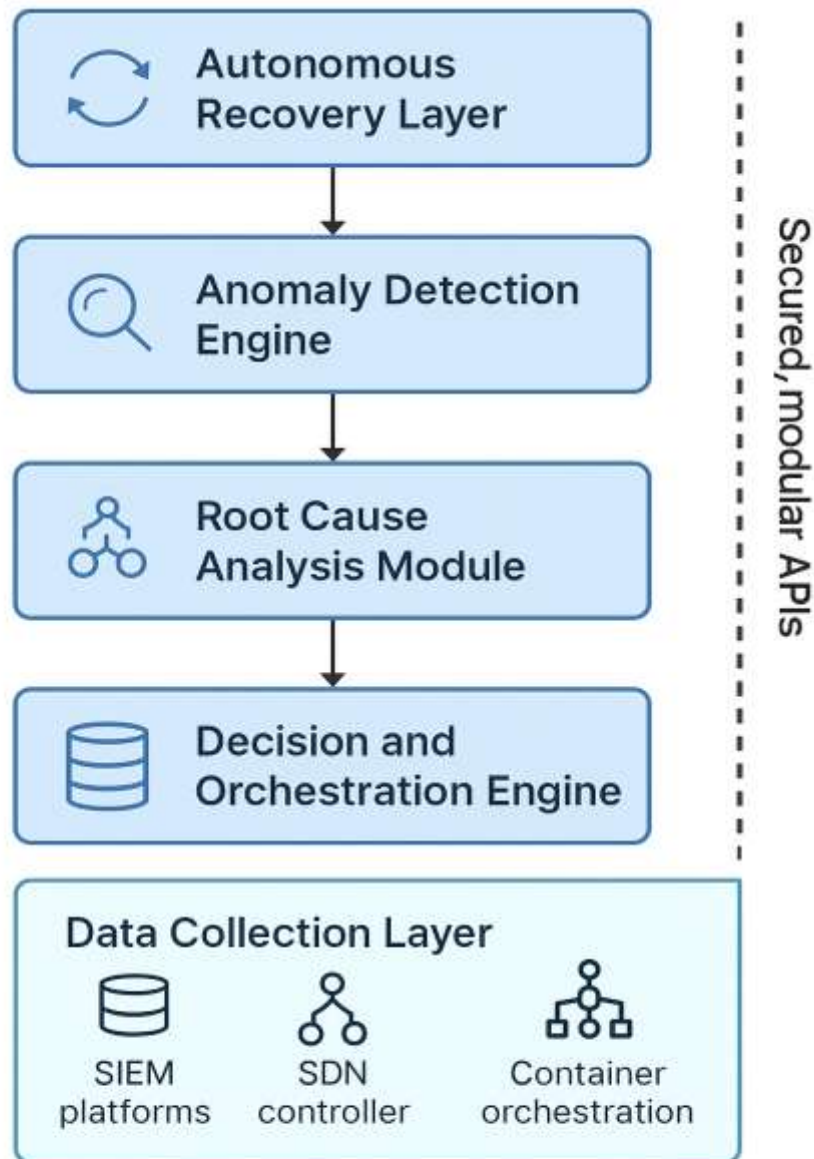 Autonomous
Recovery Layer
Anomaly Detection
Engine
Root Cause
Analysis Module
Decision and
Orchestration Engine
Secured, modular APIs
Data Collection Layer
SIEM
platforms
SDN
controller
Container
orchestration